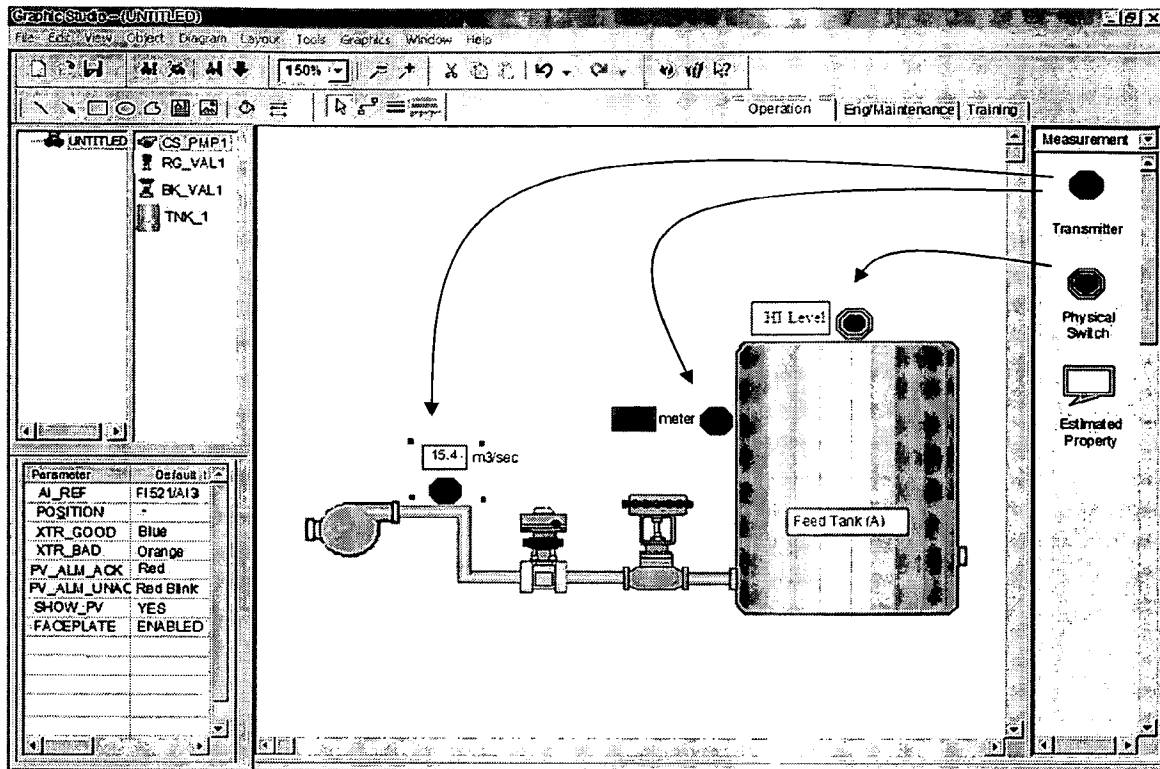 Graphic Studio – (UNTITLED)
File Edit View Object Diagram Layout Tools Graphics Window Help
150%
Operation Eng/Maintenance Training
UNTITLED
CS_PMP1
RG_VAL1
BK_VAL1
TNK_1
Measurement
Transmitter
Physical
Switch
Estimated
Property
HI Level
meter
15.4 m3/sec
Feed Tank (A)
Parameter Default
AI_REF FI521/AI3
POSITION -
XTR_GOOD Blue
XTR_BAD Orange
PV_ALM_ACK Red
PV_ALM_UNAC Red Blink
SHOW_PV YES
FACEPLATE ENABLED